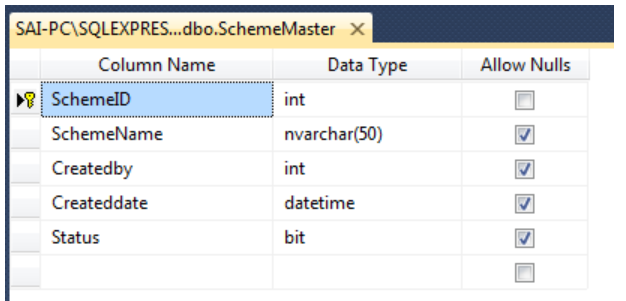 SAI-PC\SQLEXPRES...dbo.SchemeMaster
Column Name Data Type Allow Nulls
SchemeID int
SchemeName nvarchar(50)
Createdby int
Createddate datetime
Status bit